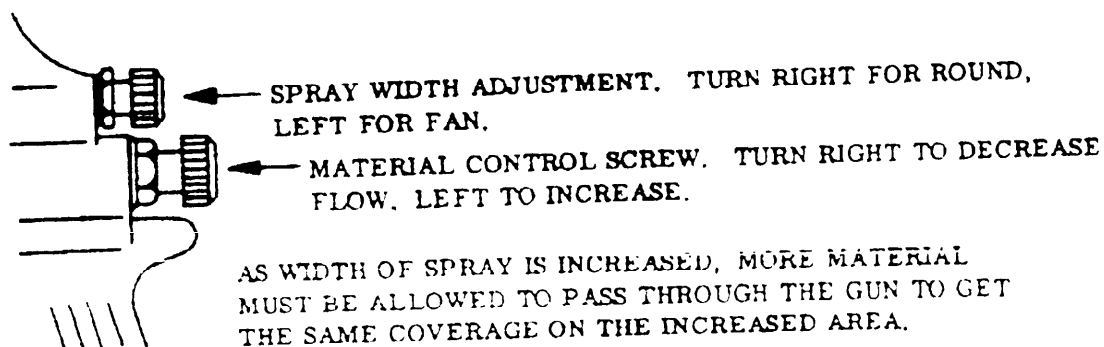 SPRAY WIDTH ADJUSTMENT. TURN RIGHT FOR ROUND,
LEFT FOR FAN.
MATERIAL CONTROL SCREW. TURN RIGHT TO DECREASE
FLOW. LEFT TO INCREASE.
AS WIDTH OF SPRAY IS INCREASED, MORE MATERIAL
MUST BE ALLOWED TO PASS THROUGH THE GUN TO GET
THE SAME COVERAGE ON THE INCREASED AREA.